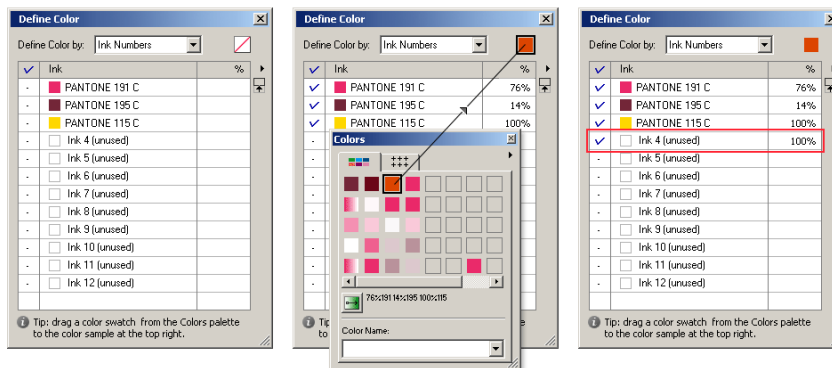 Define Color
Define Color by: Ink Numbers
Ink %
PANTONE 191 C
PANTONE 195 C
PANTONE 115 C
Ink 4 (unused)
Ink 5 (unused)
Ink 6 (unused)
Ink 7 (unused)
Ink 8 (unused)
Ink 9 (unused)
Ink 10 (unused)
Ink 11 (unused)
Ink 12 (unused)
Tip: drag a color swatch from the Colors palette
to the color sample at the top right.
Define Color
Define Color by: Ink Numbers
Ink %
PANTONE 191 C 76%
PANTONE 195 C 14%
PANTONE 115 C 100%
Colors
76%191 14%195 100%115
Color Name:
Define Color
Define Color by: Ink Numbers
Ink %
PANTONE 191 C 76%
PANTONE 195 C 14%
PANTONE 115 C 100%
Ink 4 (unused) 100%
Ink 5 (unused)
Ink 6 (unused)
Ink 7 (unused)
Ink 8 (unused)
Ink 9 (unused)
Ink 10 (unused)
Ink 11 (unused)
Ink 12 (unused)
Tip: drag a color swatch from the Colors palette
to the color sample at the top right.